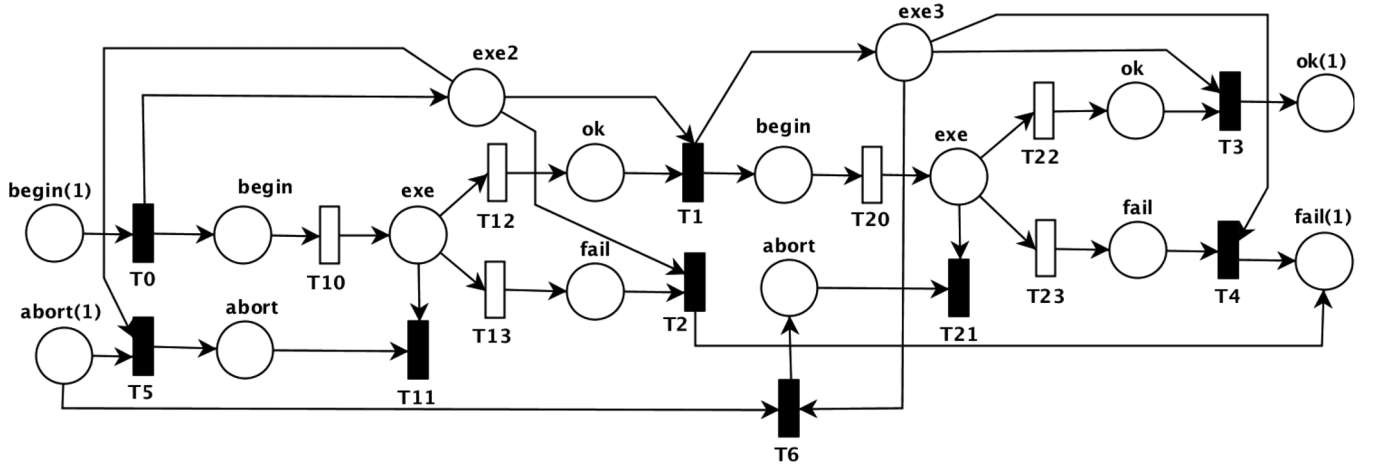 exe3
exe2
ok(1)
ok
ok
begin
exe
T22
T3
begin(1)
begin
exe
T12
T1
T20
fail
fail(1)
T0
T10
fail
abort
abort(1)
abort
T13
T2
T21
T23
T4
T5
T11
T6